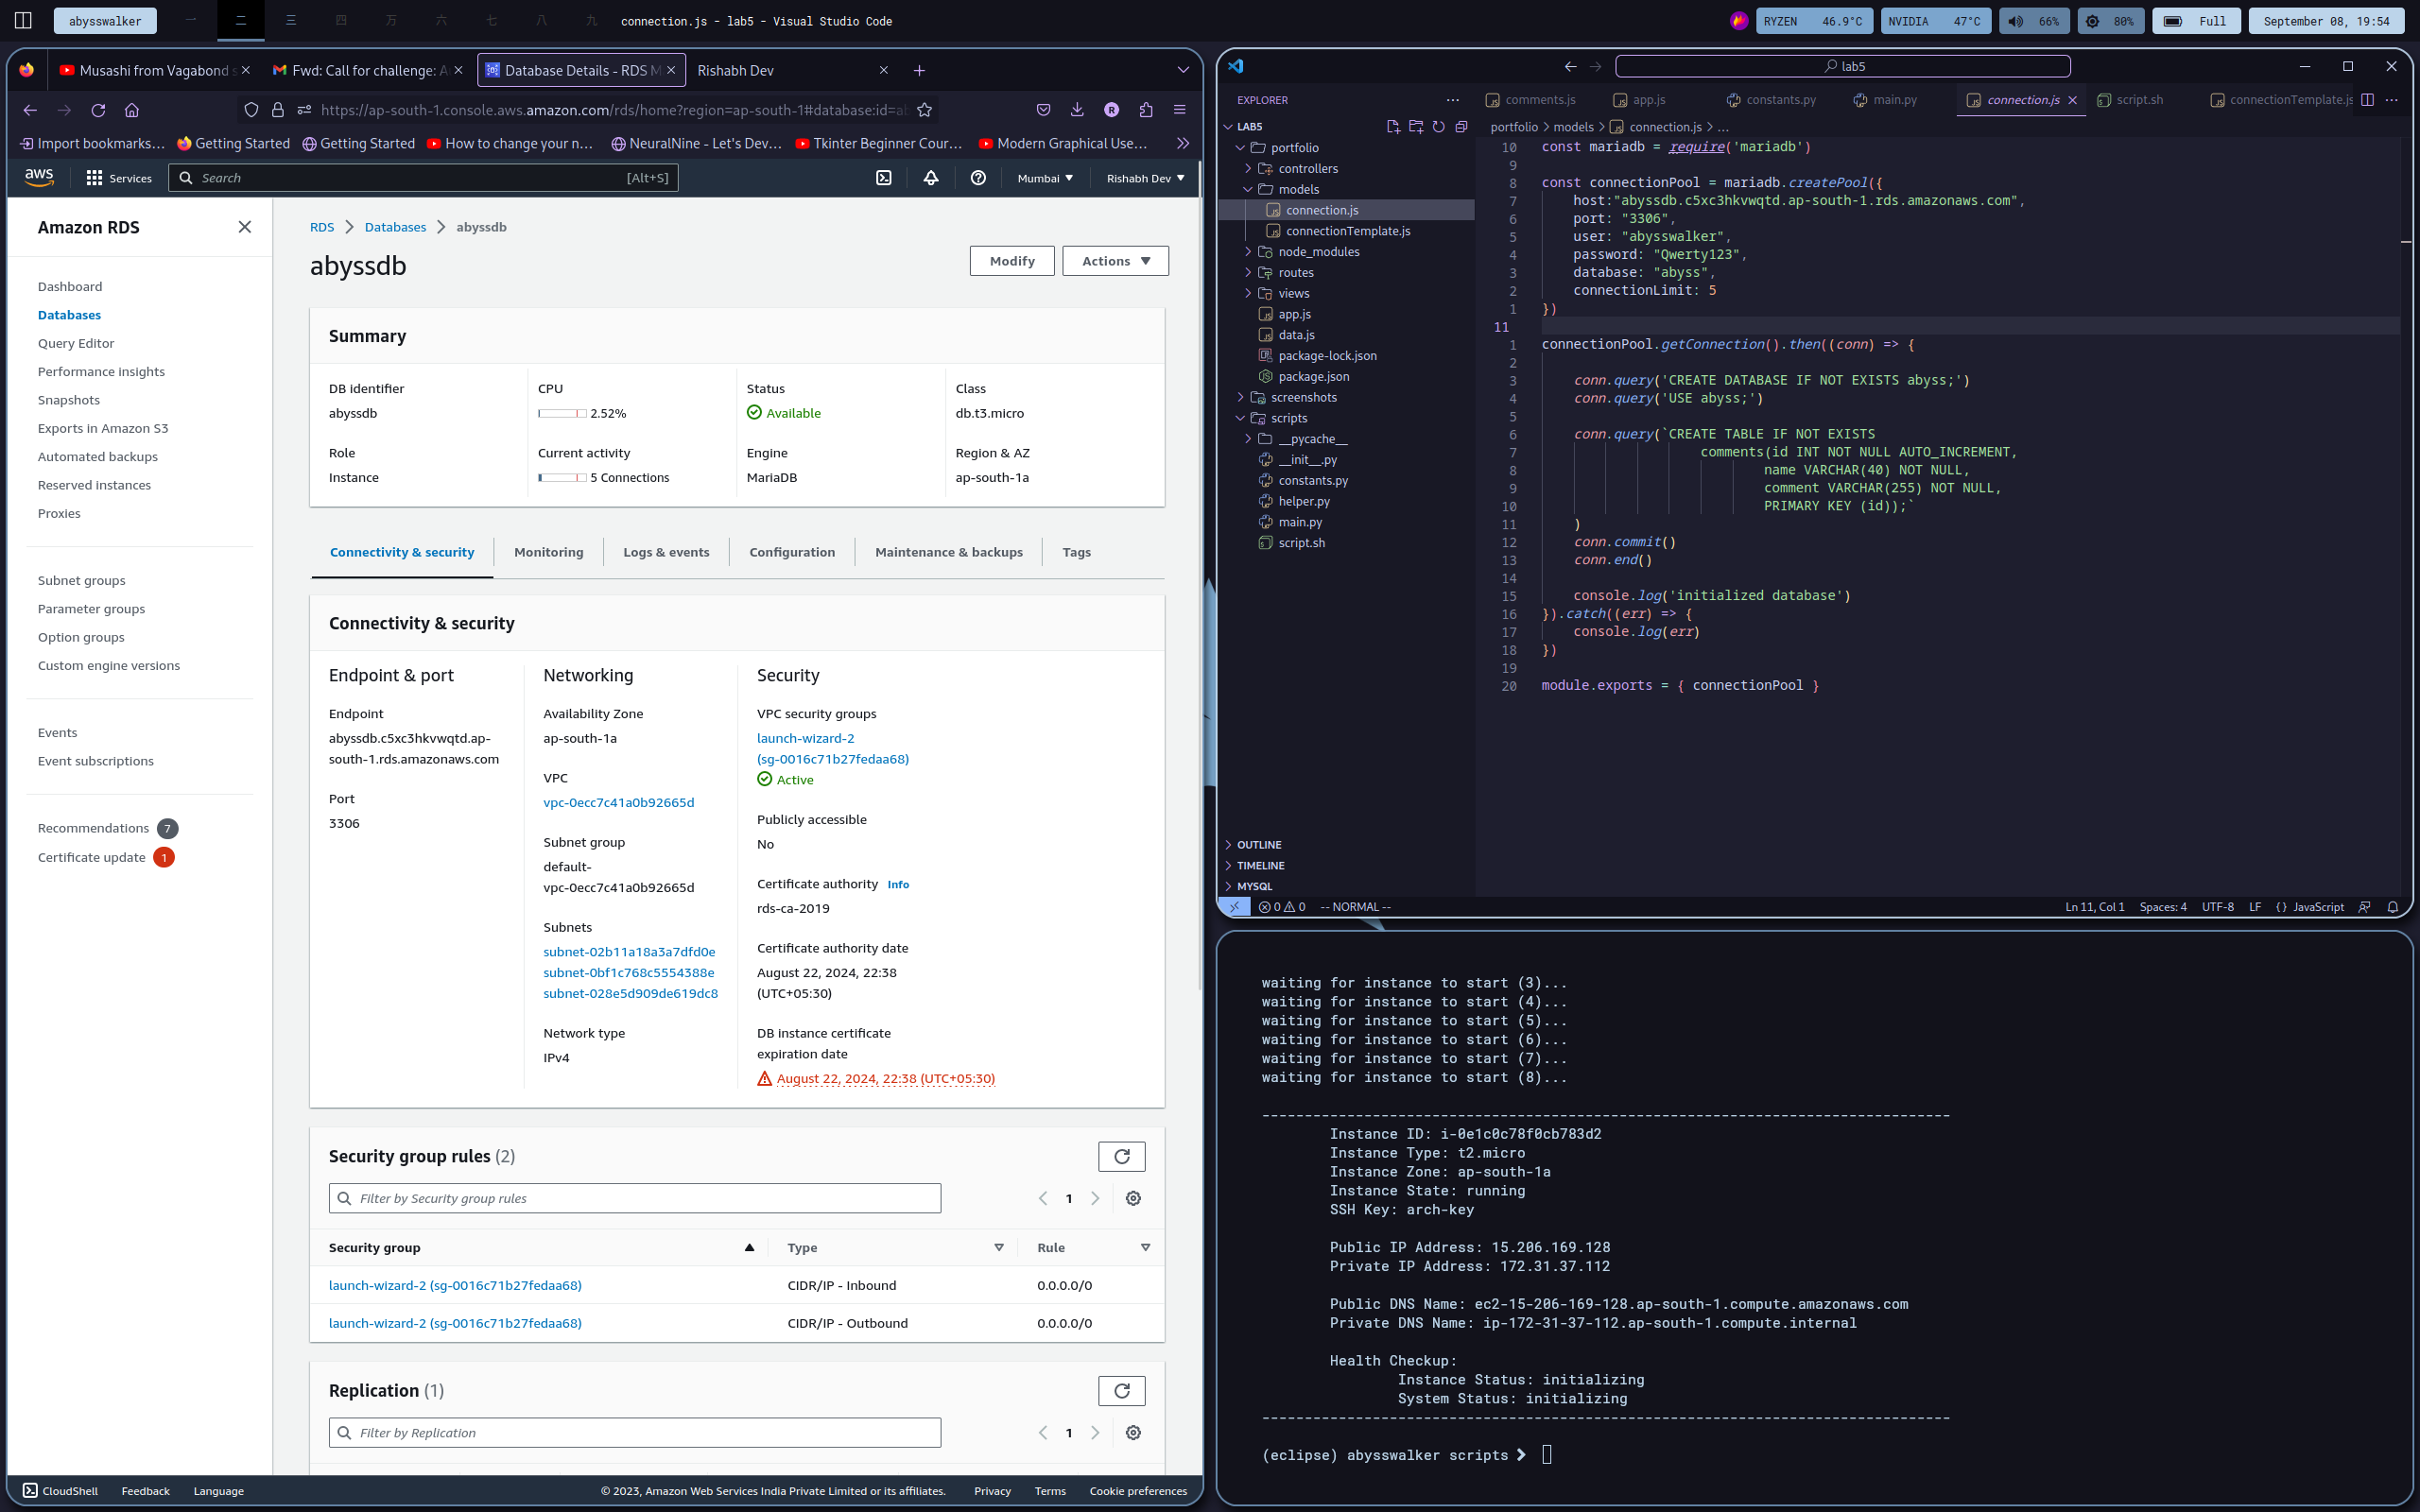 abysswalker
一
二
三
四
万
六
七
八
九
connection.js - lab5 - Visual Studio Code
RYZEN 46.9°C
NVIDIA 47°C
66%
80%
Full
September 08, 19:54
Musashi from Vagabond s
Fwd: Call for challenge: A
Database Details - RDS M
Rishabh Dev
https://ap-south-1.console.aws.amazon.com/rds/home?region=ap-south-1#database:id=ab
Import bookmarks...
Getting Started
Getting Started
How to change your n...
NeuralNine - Let's Dev...
Tkinter Beginner Cour...
Modern Graphical Use...
aws
Services
Search
[Alt+S]
Mumbai
Rishabh Dev
Amazon RDS
Dashboard
Databases
Query Editor
Performance insights
Snapshots
Exports in Amazon S3
Automated backups
Reserved instances
Proxies
Subnet groups
Parameter groups
Option groups
Custom engine versions
Events
Event subscriptions
Recommendations 7
Certificate update 1
RDS > Databases > abyssdb
abyssdb
Modify
Actions
Summary
DB identifier
abyssdb
CPU
2.52%
Status
Available
Class
db.t3.micro
Role
Instance
Current activity
5 Connections
Engine
MariaDB
Region & AZ
ap-south-1a
Connectivity & security
Monitoring
Logs & events
Configuration
Maintenance & backups
Tags
Connectivity & security
Endpoint & port
Endpoint
abyssdb.c5xc3hkvwqtd.ap-
south-1.rds.amazonaws.com
Port
3306
Networking
Availability Zone
ap-south-1a
VPC
vpc-0ecc7c41a0b92665d
Subnet group
default-
vpc-0ecc7c41a0b92665d
Subnets
subnet-02b11a18a3a7dfd0e
subnet-0bf1c768c5554388e
subnet-028e5d909de619dc8
Network type
IPv4
Security
VPC security groups
launch-wizard-2
(sg-0016c71b27fedaa68)
Active
Publicly accessible
No
Certificate authority Info
rds-ca-2019
Certificate authority date
August 22, 2024, 22:38
(UTC+05:30)
DB instance certificate
expiration date
August 22, 2024, 22:38 (UTC+05:30)
Security group rules (2)
Filter by Security group rules
1
Security group
Type
Rule
launch-wizard-2 (sg-0016c71b27fedaa68) CIDR/IP - Inbound 0.0.0.0/0
launch-wizard-2 (sg-0016c71b27fedaa68) CIDR/IP - Outbound 0.0.0.0/0
Replication (1)
Filter by Replication
1
CloudShell
Feedback
Language
© 2023, Amazon Web Services India Private Limited or its affiliates.
Privacy
Terms
Cookie preferences
lab5
EXPLORER
LAB5
portfolio
controllers
models
connection.js
connectionTemplate.js
node_modules
routes
views
app.js
data.js
package-lock.json
package.json
screenshots
scripts
__pycache__
__init__.py
constants.py
helper.py
main.py
script.sh
OUTLINE
TIMELINE
MYSQL
comments.js
app.js
constants.py
main.py
connection.js
script.sh
connectionTemplate.js
portfolio > models > connection.js > ...
10 const mariadb = require('mariadb')
9
8 const connectionPool = mariadb.createPool({
7 host:"abyssdb.c5xc3hkvwqtd.ap-south-1.rds.amazonaws.com",
6 port: "3306",
5 user: "abysswalker",
4 password: "Qwerty123",
3 database: "abyss",
2 connectionLimit: 5
1 })
11
1 connectionPool.getConnection().then((conn) => {
2
3 conn.query('CREATE DATABASE IF NOT EXISTS abyss;')
4 conn.query('USE abyss;')
5
6 conn.query(`CREATE TABLE IF NOT EXISTS
7 comments(id INT NOT NULL AUTO_INCREMENT,
8 name VARCHAR(40) NOT NULL,
9 comment VARCHAR(255) NOT NULL,
10 PRIMARY KEY (id));`
11 )
12 conn.commit()
13 conn.end()
14
15 console.log('initialized database')
16 }).catch((err) => {
17 console.log(err)
18 })
19
20 module.exports = { connectionPool }
0 0
-- NORMAL --
Ln 11, Col 1
Spaces: 4
UTF-8
LF
{ } JavaScript
waiting for instance to start (3)...
waiting for instance to start (4)...
waiting for instance to start (5)...
waiting for instance to start (6)...
waiting for instance to start (7)...
waiting for instance to start (8)...
--------------------------------------------------------------------------------
Instance ID: i-0e1c0c78f0cb783d2
Instance Type: t2.micro
Instance Zone: ap-south-1a
Instance State: running
SSH Key: arch-key
Public IP Address: 15.206.169.128
Private IP Address: 172.31.37.112
Public DNS Name: ec2-15-206-169-128.ap-south-1.compute.amazonaws.com
Private DNS Name: ip-172-31-37-112.ap-south-1.compute.internal
Health Checkup:
Instance Status: initializing
System Status: initializing
--------------------------------------------------------------------------------
(eclipse) abysswalker scripts ❯